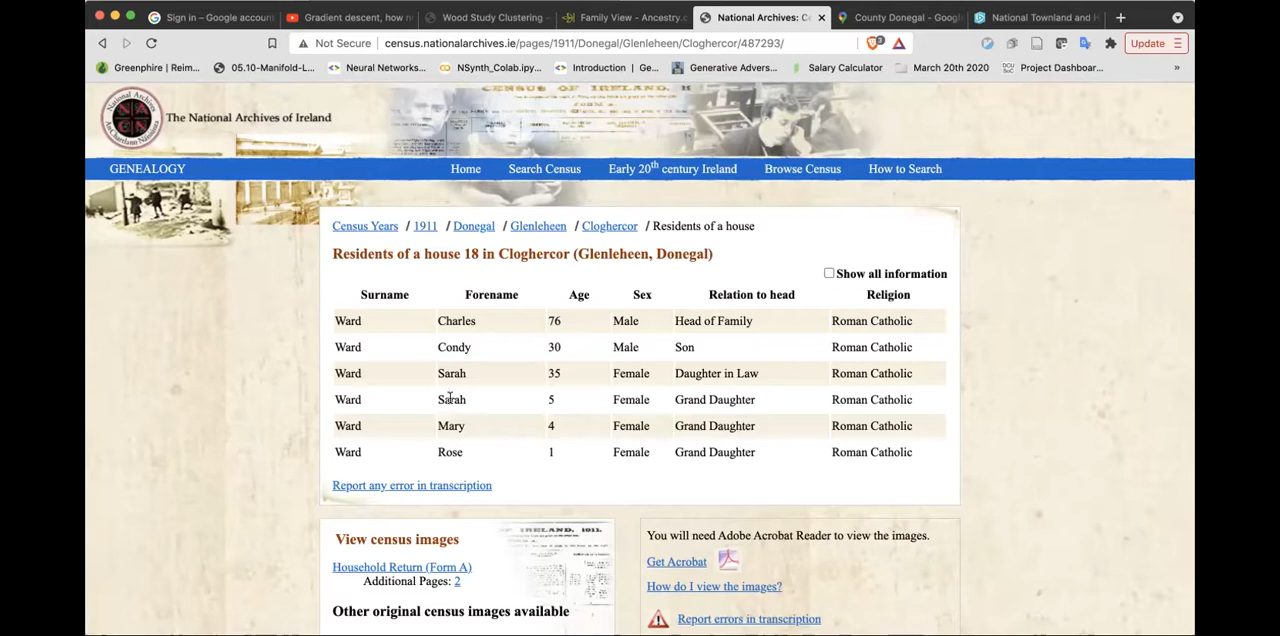 Sign in – Google account
Gradient descent, how n
Wood Study Clustering -
Family View - Ancestry.c
National Archives: Ce
County Donegal - Googl
National Townland and H
Not Secure census.nationalarchives.ie/pages/1911/Donegal/Glenleheen/Cloghercor/487293/
Update
Greenphire | Reim...
05.10-Manifold-L...
Neural Networks...
NSynth_Colab.ipy...
Introduction | Ge...
Generative Advers...
Salary Calculator
March 20th 2020
Project Dashboar...
»
The National Archives of Ireland
GENEALOGY Home Search Census Early 20th century Ireland Browse Census How to Search
Census Years / 1911 / Donegal / Glenleheen / Cloghercor / Residents of a house
Residents of a house 18 in Cloghercor (Glenleheen, Donegal)
Show all information
Surname Forename Age Sex Relation to head Religion
Ward Charles 76 Male Head of Family Roman Catholic
Ward Condy 30 Male Son Roman Catholic
Ward Sarah 35 Female Daughter in Law Roman Catholic
Ward Sarah 5 Female Grand Daughter Roman Catholic
Ward Mary 4 Female Grand Daughter Roman Catholic
Ward Rose 1 Female Grand Daughter Roman Catholic
Report any error in transcription
View census images
Household Return (Form A)
Additional Pages: 2
Other original census images available
You will need Adobe Acrobat Reader to view the images.
Get Acrobat
How do I view the images?
Report errors in transcription